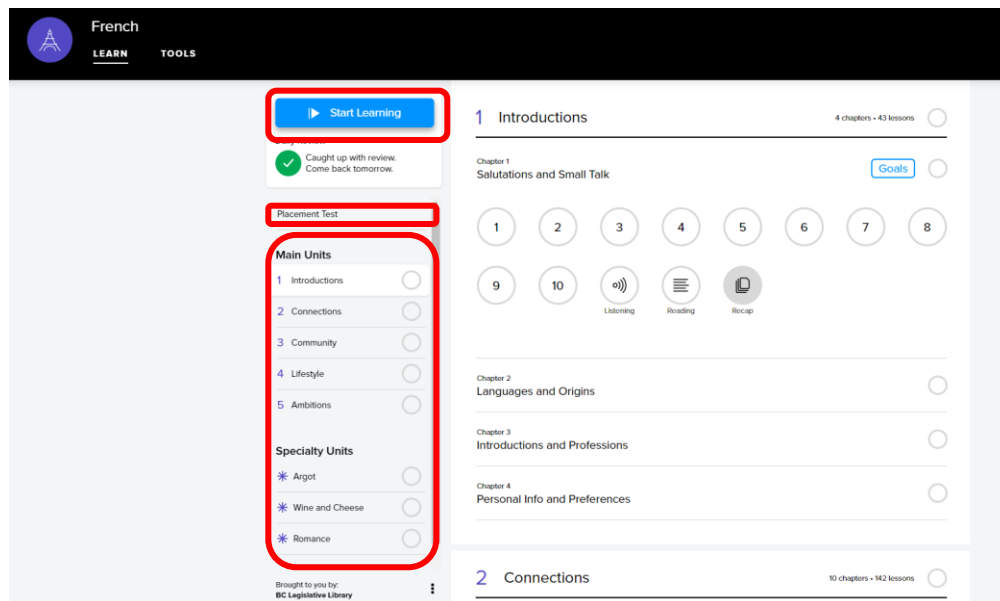 French
LEARN TOOLS
Start Learning
Daily Review
Caught up with review.
Come back tomorrow.
Placement Test
Main Units
1 Introductions
2 Connections
3 Community
4 Lifestyle
5 Ambitions
Specialty Units
Argot
Wine and Cheese
Romance
Brought to you by:
BC Legislative Library
1 Introductions 4 chapters • 43 lessons
Chapter 1
Salutations and Small Talk Goals
1 2 3 4 5 6 7 8
9 10
Listening Reading Recap
Chapter 2
Languages and Origins
Chapter 3
Introductions and Professions
Chapter 4
Personal Info and Preferences
2 Connections 10 chapters • 142 lessons